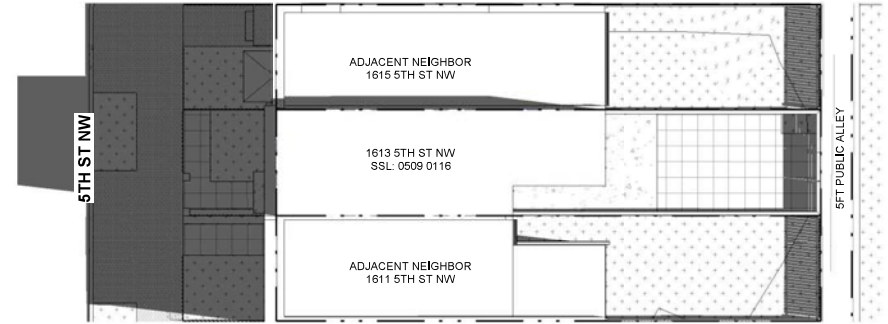 5TH ST NW
ADJACENT NEIGHBOR
1615 5TH ST NW
1613 5TH ST NW
SSL: 0509 0116
ADJACENT NEIGHBOR
1611 5TH ST NW
5FT PUBLIC ALLEY